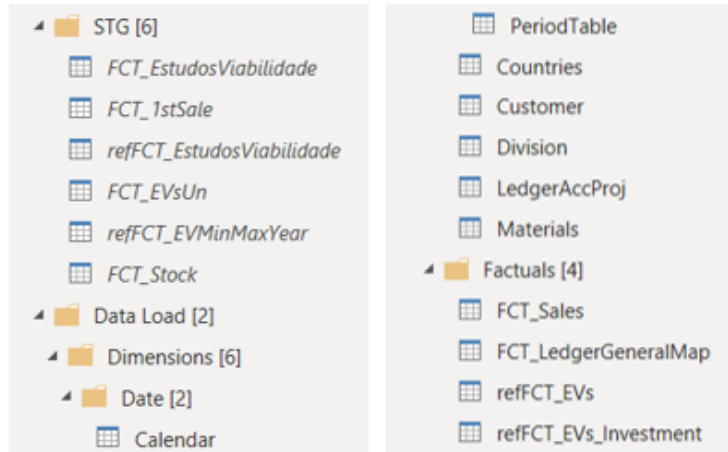 STG [6]
FCT_EstudosViabilidade
FCT_1stSale
refFCT_EstudosViabilidade
FCT_EVsUn
refFCT_EVMinMaxYear
FCT_Stock
Data Load [2]
Dimensions [6]
Date [2]
Calendar
PeriodTable
Countries
Customer
Division
LedgerAccProj
Materials
Factuals [4]
FCT_Sales
FCT_LedgerGeneralMap
refFCT_EVs
refFCT_EVs_Investment